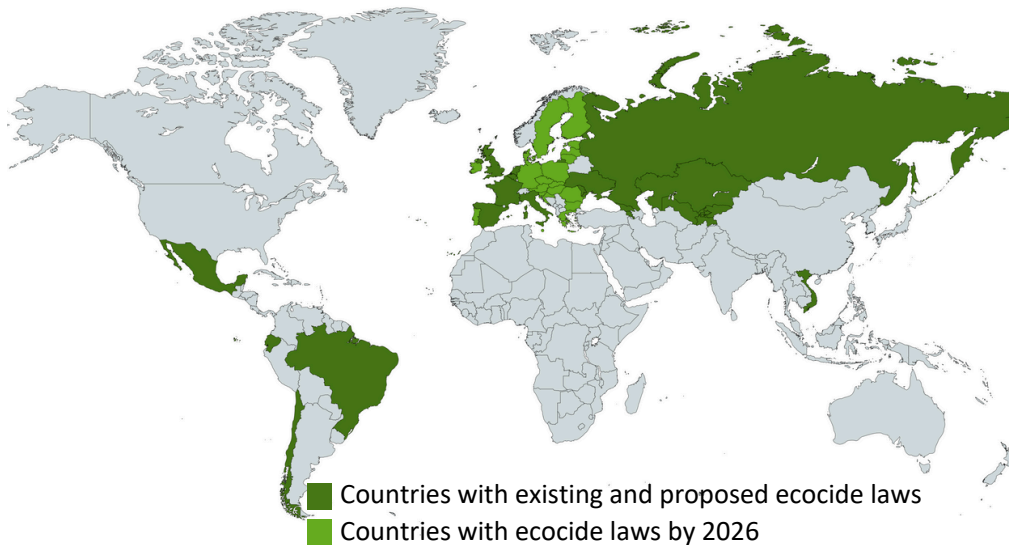 Countries with existing and proposed ecocide laws
Countries with ecocide laws by 2026